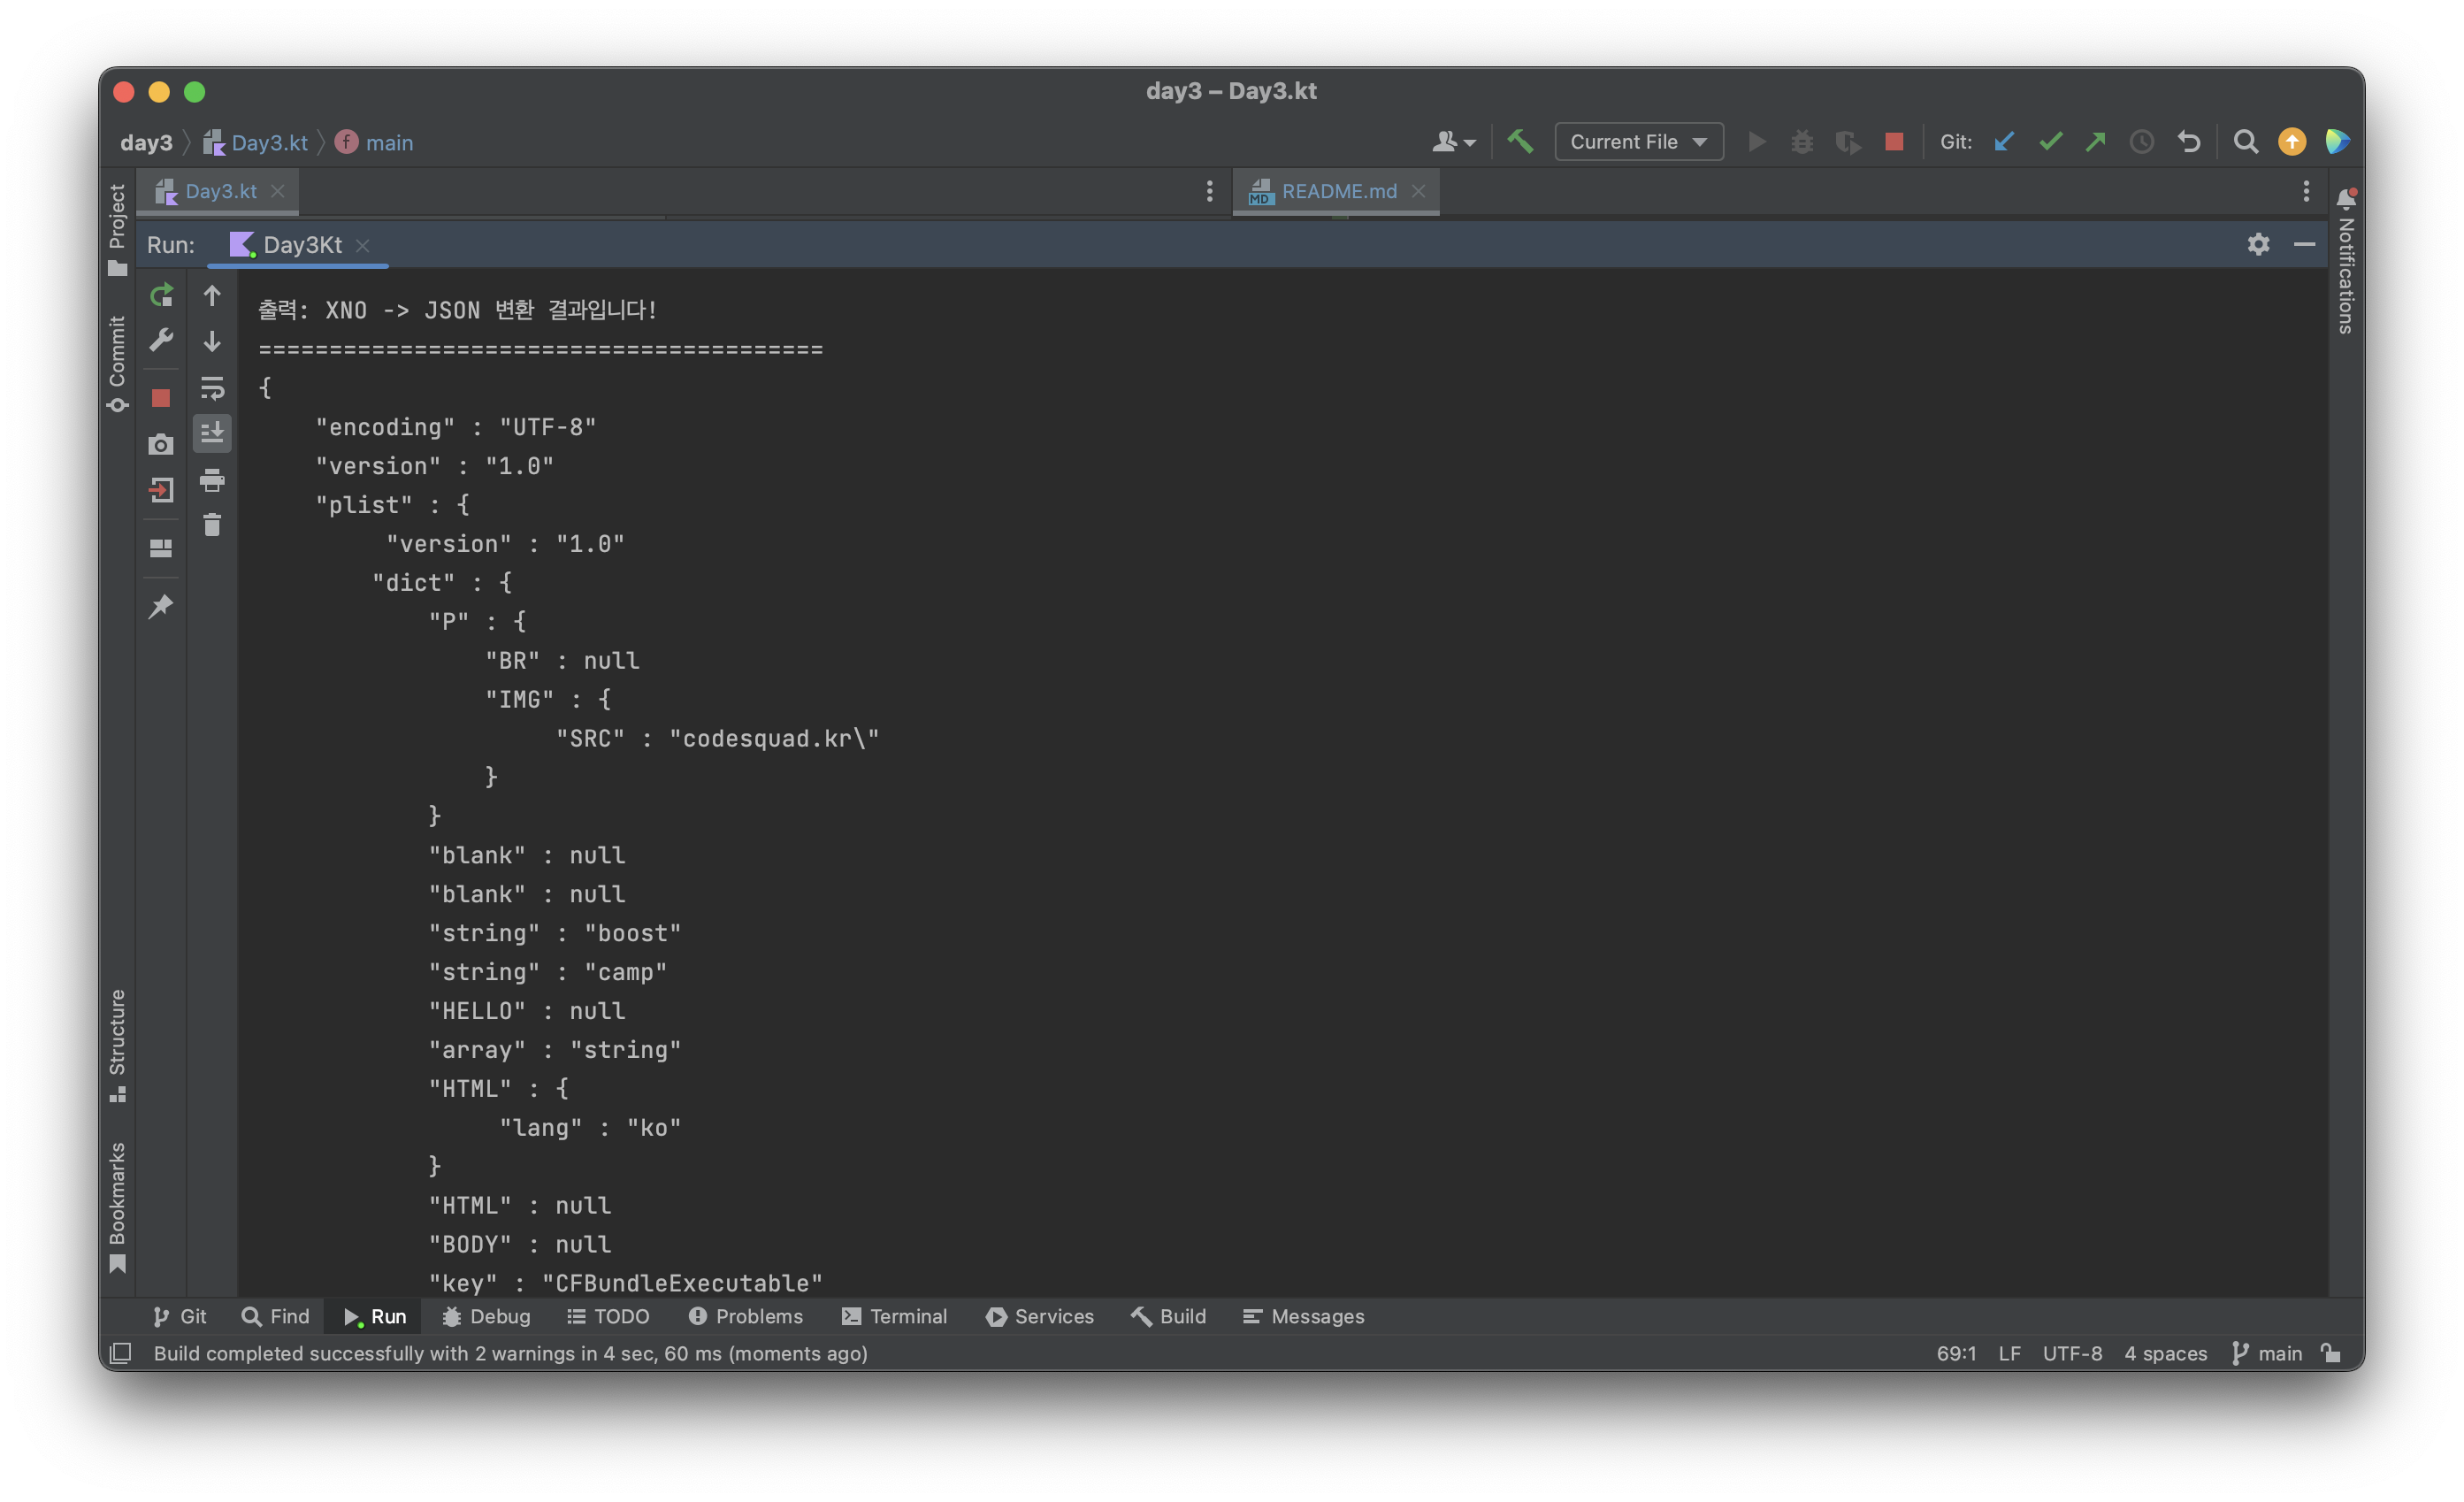 day3 – Day3.kt
day3 Day3.kt main Current File Git:
Project Day3.kt README.md
Run: Day3Kt
Notifications
Commit
출력: XNO -> JSON 변환 결과입니다!
========================================
{
    "encoding" : "UTF-8"
    "version" : "1.0"
    "plist" : {
         "version" : "1.0"
        "dict" : {
            "P" : {
                "BR" : null
                "IMG" : {
                     "SRC" : "codesquad.kr\"
                }
            }
            "blank" : null
            "blank" : null
            "string" : "boost"
            "string" : "camp"
            "HELLO" : null
            "array" : "string"
            "HTML" : {
                 "lang" : "ko"
            }
            "HTML" : null
            "BODY" : null
            "key" : "CFBundleExecutable"
Structure
Bookmarks
Git Find Run Debug TODO Problems Terminal Services Build Messages
Build completed successfully with 2 warnings in 4 sec, 60 ms (moments ago) 69:1 LF UTF-8 4 spaces main